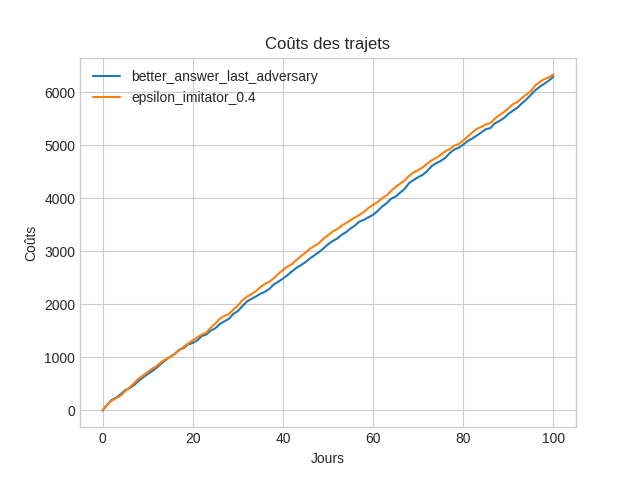 Coûts des trajets
better_answer_last_adversary
epsilon_imitator_0.4
Coûts
6000
5000
4000
3000
2000
1000
0
0 20 40 60 80 100
Jours